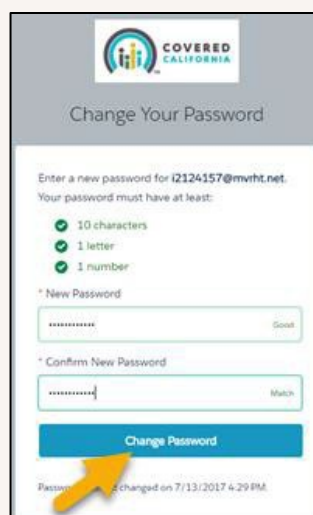 COVERED
CALIFORNIA
Change Your Password
Enter a new password for i2124157@mvrht.net.
Your password must have at least:
10 characters
1 letter
1 number
* New Password
Good
* Confirm New Password
Match
Change Password
changed on 7/13/2017 4:29 PM.